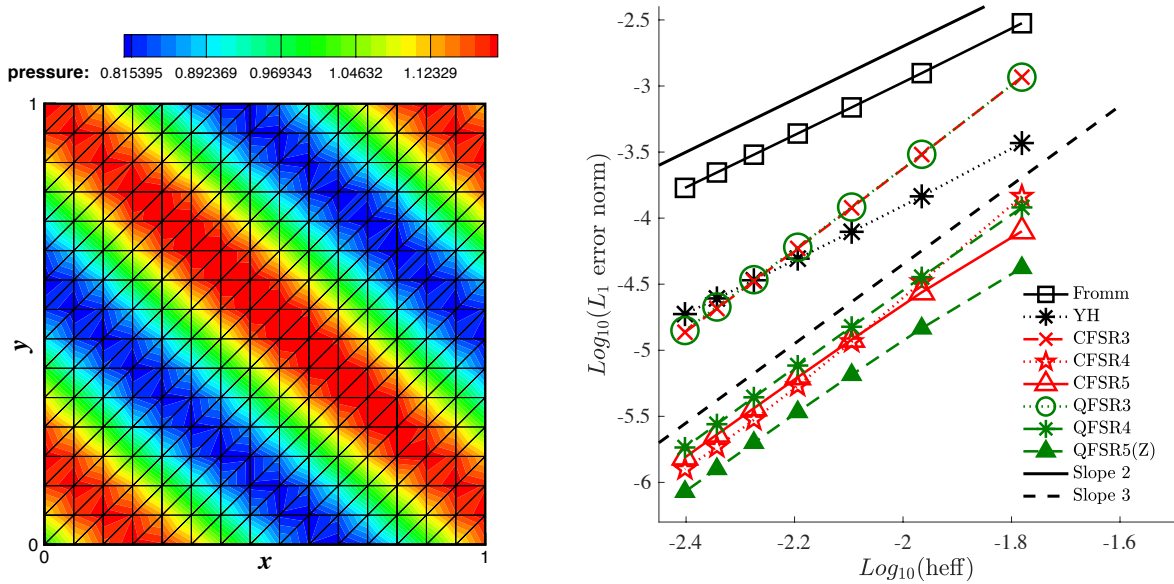 pressure: 0.815395 0.892369 0.969343 1.04632 1.12329
1
y
0
0 x 1
Log10(L1 error norm)
-2.5
-3
-3.5
-4
-4.5
-5
-5.5
-6
Fromm
YH
CFSR3
CFSR4
CFSR5
QFSR3
QFSR4
QFSR5(Z)
Slope 2
Slope 3
-2.4 -2.2 -2 -1.8 -1.6
Log10(heff)